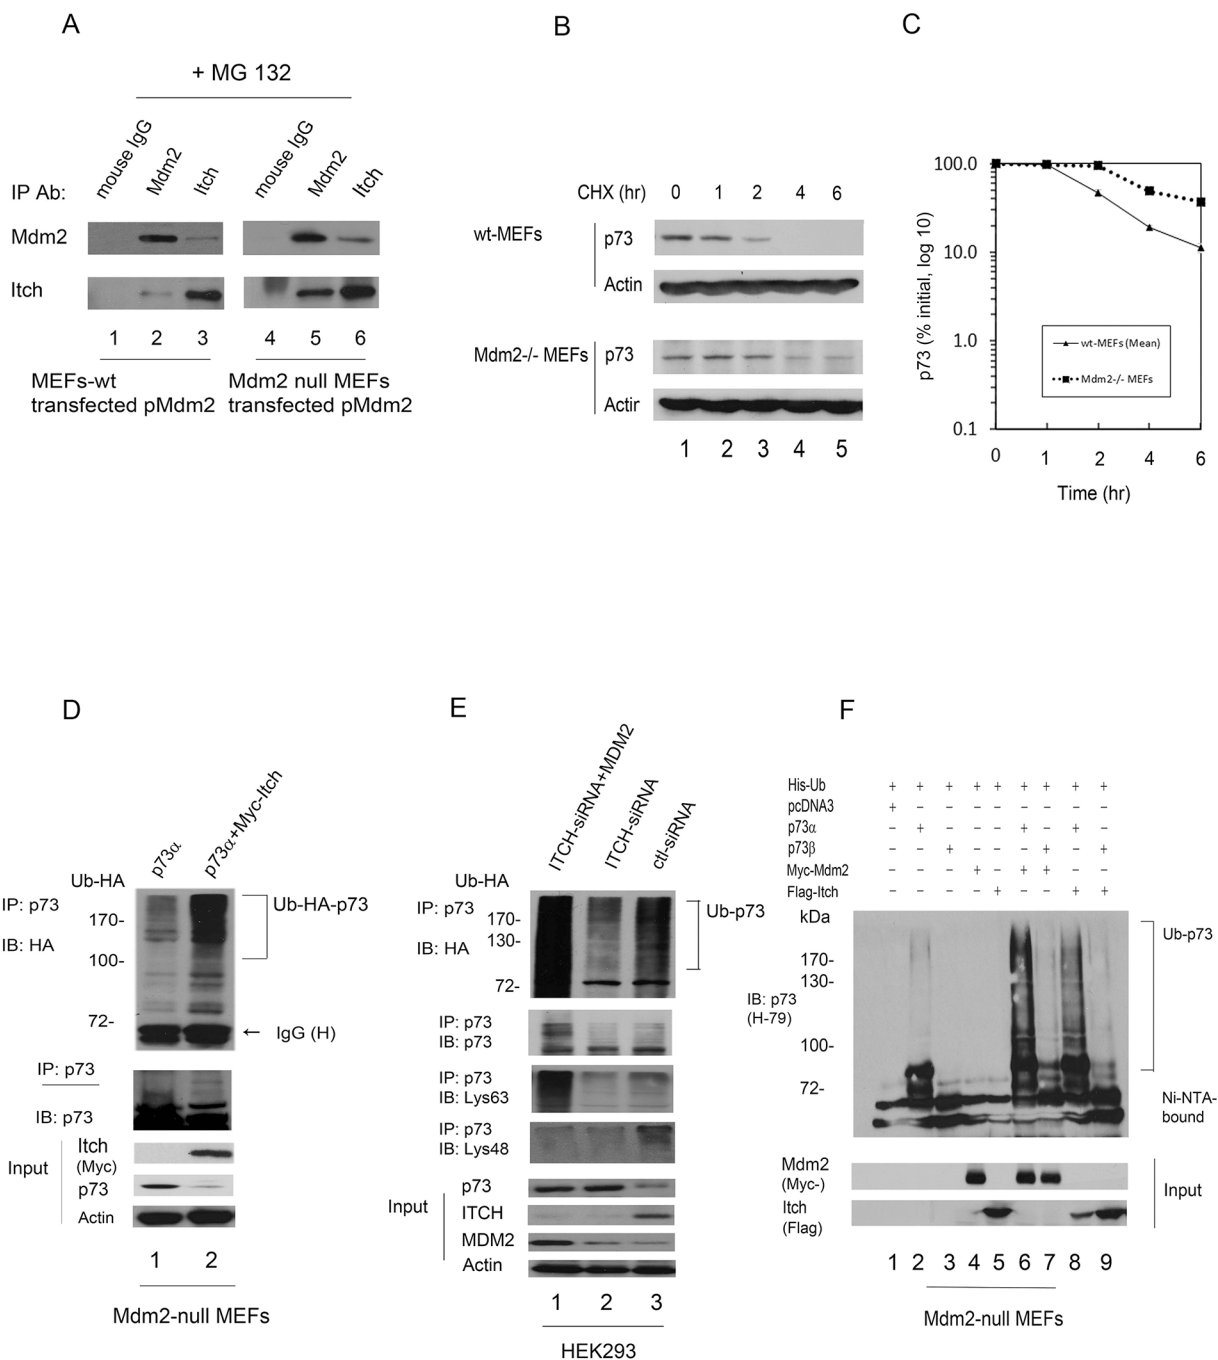 A
+ MG 132
IP Ab:
mouse IgG
Mdm2
Itch
mouse IgG
Mdm2
Itch
Mdm2
Itch
1 2 3 4 5 6
MEFs-wt
transfected pMdm2
Mdm2 null MEFs
transfected pMdm2
B
CHX (hr) 0 1 2 4 6
wt-MEFs
p73
Actin
Mdm2-/- MEFs
p73
Actir
1 2 3 4 5
C
p73 (% initial, log 10)
100.0
10.0
1.0
0.1
wt-MEFs (Mean)
Mdm2-/- MEFs
0 1 2 4 6
Time (hr)
D
p73α
p73α+Myc-Itch
Ub-HA
IP: p73
IB: HA
170-
100-
72-
Ub-HA-p73
← IgG (H)
IP: p73
IB: p73
Input
Itch
(Myc)
p73
Actin
1 2
Mdm2-null MEFs
E
ITCH-siRNA+MDM2
ITCH-siRNA
ctl-siRNA
Ub-HA
IP: p73
IB: HA
170-
130-
72-
Ub-p73
IP: p73
IB: p73
IP: p73
IB: Lys63
IP: p73
IB: Lys48
Input
p73
ITCH
MDM2
Actin
1 2 3
HEK293
F
His-Ub + + + + + + + + +
pcDNA3 + − − − − − − − −
p73α − + − − − + − + −
p73β − − + − − − + − +
Myc-Mdm2 − − − + − + + − −
Flag-Itch − − − − + − − + +
kDa
170-
130-
100-
72-
IB: p73
(H-79)
Ub-p73
Ni-NTA-
bound
Mdm2
(Myc-)
Itch
(Flag)
Input
1 2 3 4 5 6 7 8 9
Mdm2-null MEFs